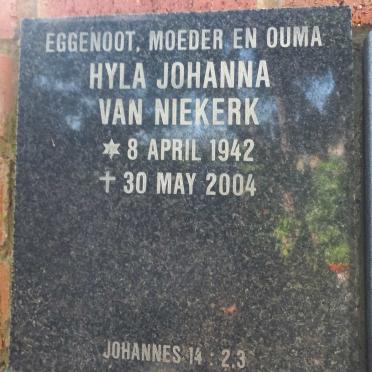 EGGENOOT, MOEDER EN OUMA
HYLA JOHANNA
VAN NIEKERK
✶ 8 APRIL 1942
✝ 30 MAY 2004
JOHANNES 14 : 2,3